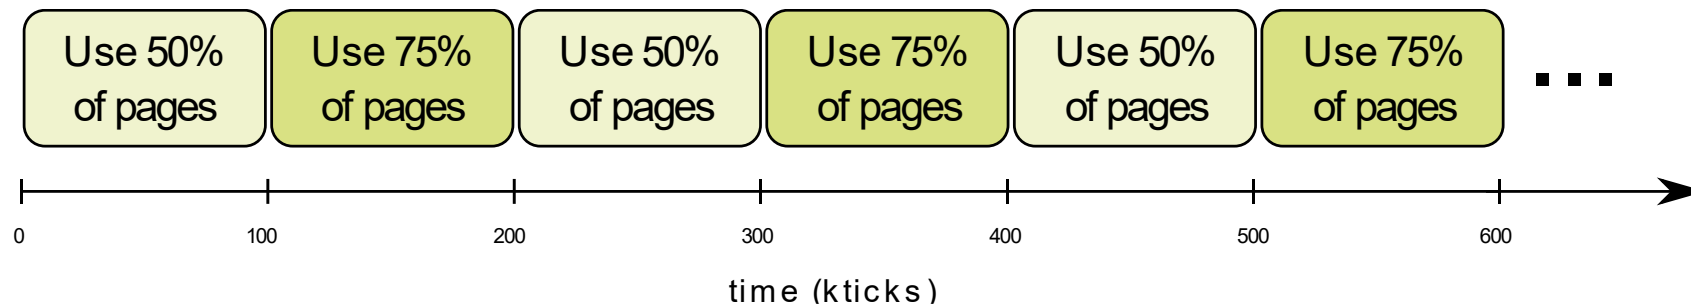 Use 50%
of pages
Use 75%
of pages
Use 50%
of pages
Use 75%
of pages
Use 50%
of pages
Use 75%
of pages
0 100 200 300 400 500 600
time (kticks)